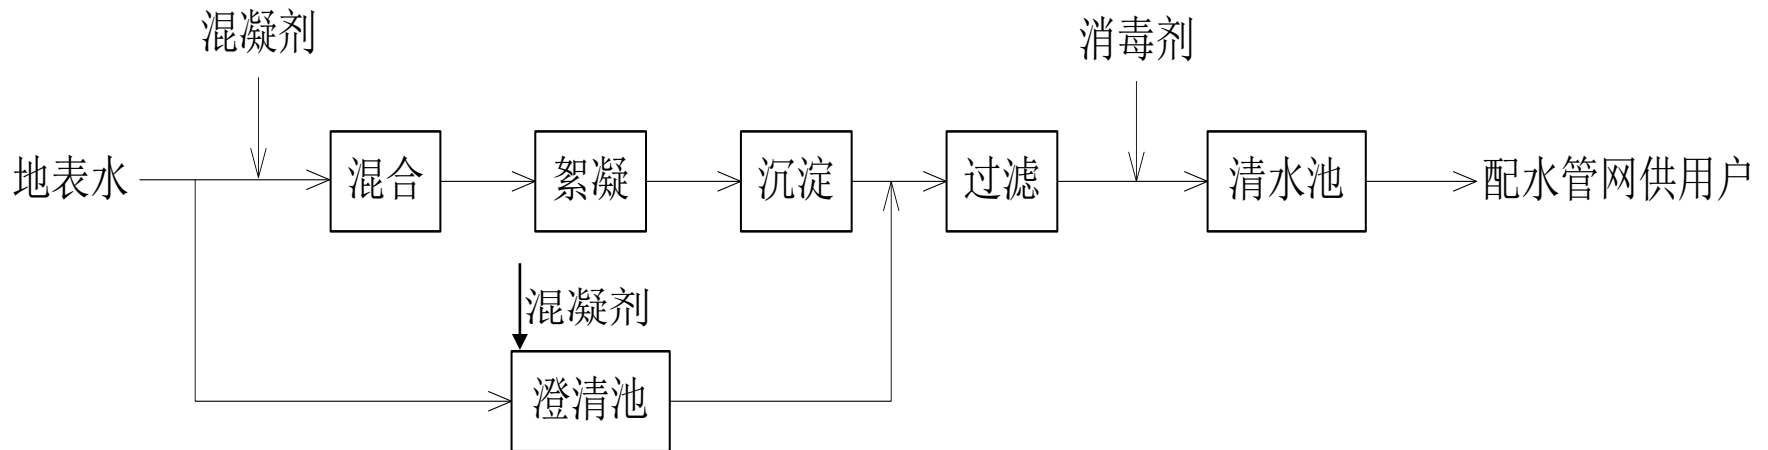 混凝剂
消毒剂
地表水
混合
絮凝
沉淀
过滤
清水池
配水管网供用户
混凝剂
澄清池